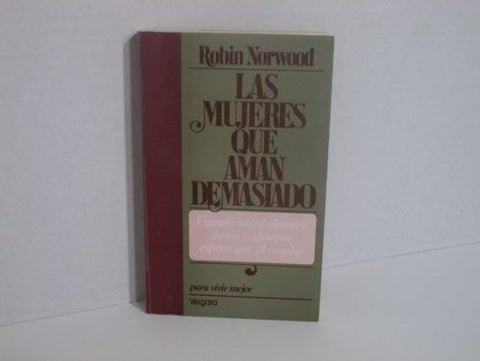 Robin Norwood
LAS
MUJERES
QUE
AMAN
DEMASIADO
Cuando usted siempre
desea y siempre
espera que él cambie
para vivir mejor
Vergara